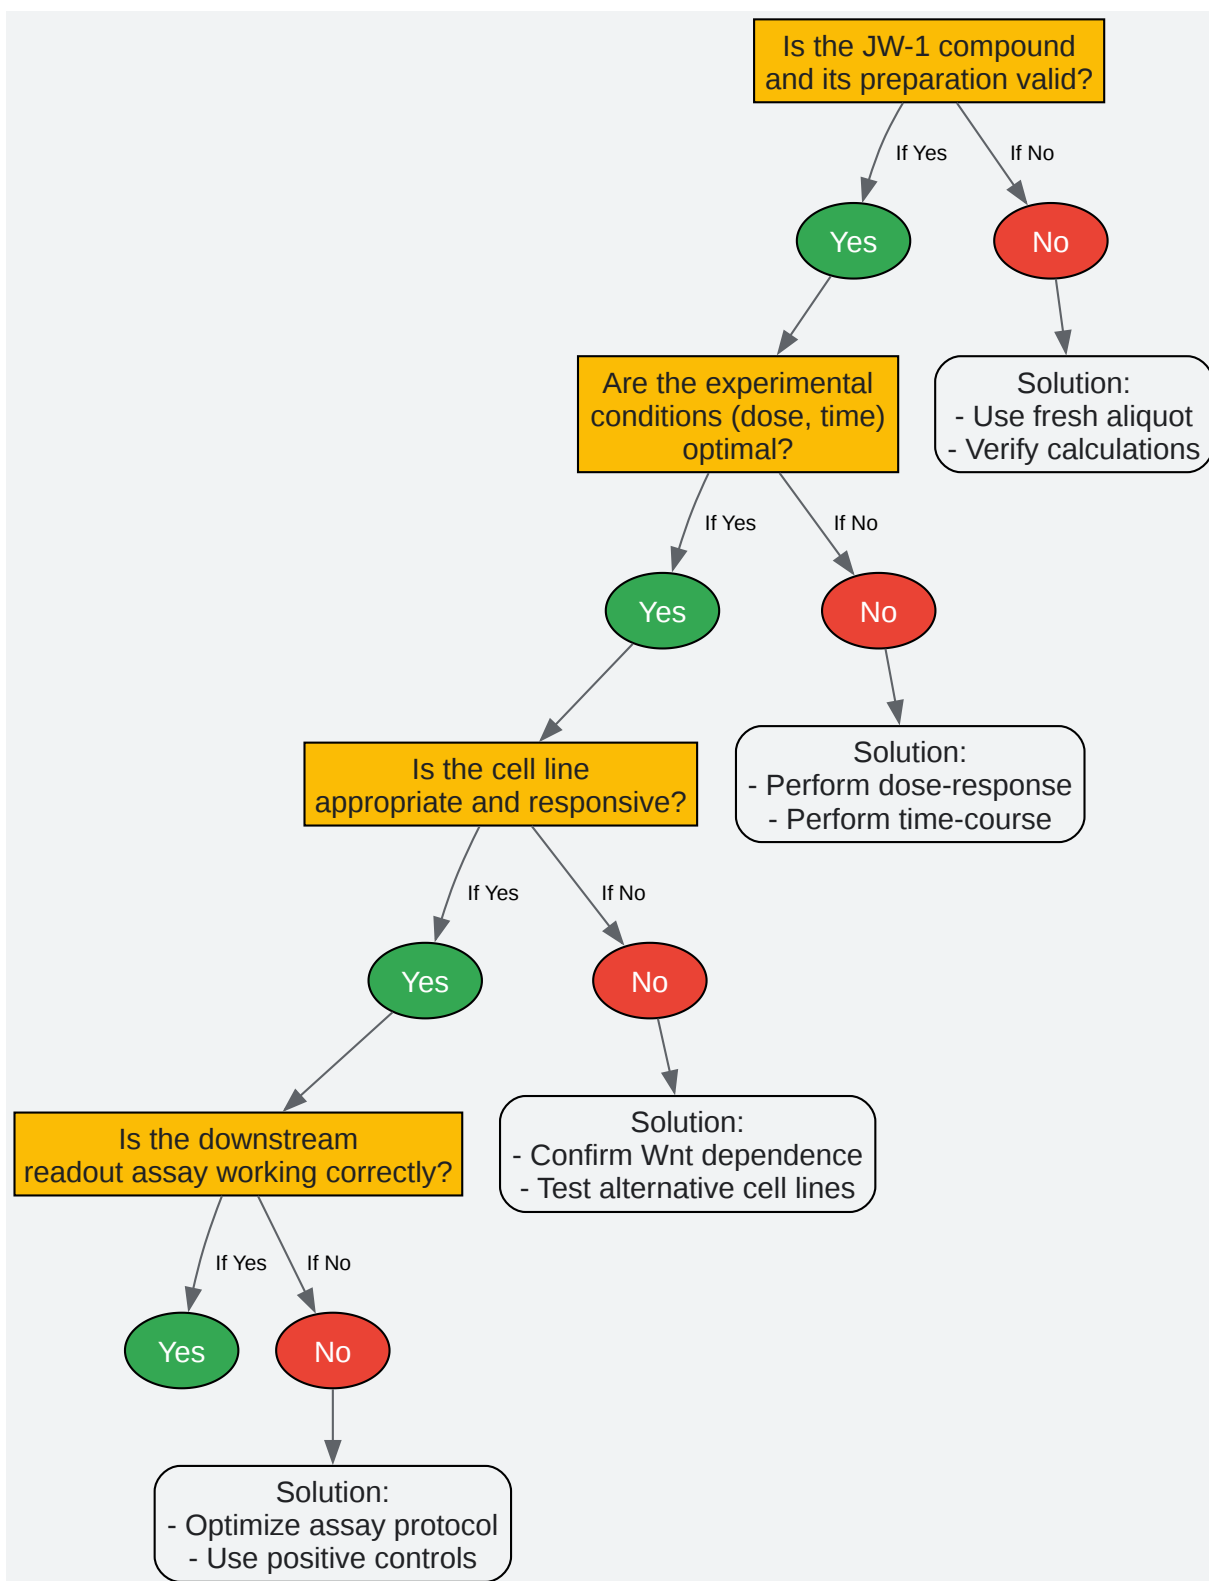 Is the JW-1 compound
and its preparation valid?
If Yes
If No
Yes
No
Are the experimental
conditions (dose, time)
optimal?
Solution:
- Use fresh aliquot
- Verify calculations
If Yes
If No
Yes
No
Is the cell line
appropriate and responsive?
Solution:
- Perform dose-response
- Perform time-course
If Yes
If No
Yes
No
Is the downstream
readout assay working correctly?
Solution:
- Confirm Wnt dependence
- Test alternative cell lines
If Yes
If No
Yes
No
Solution:
- Optimize assay protocol
- Use positive controls